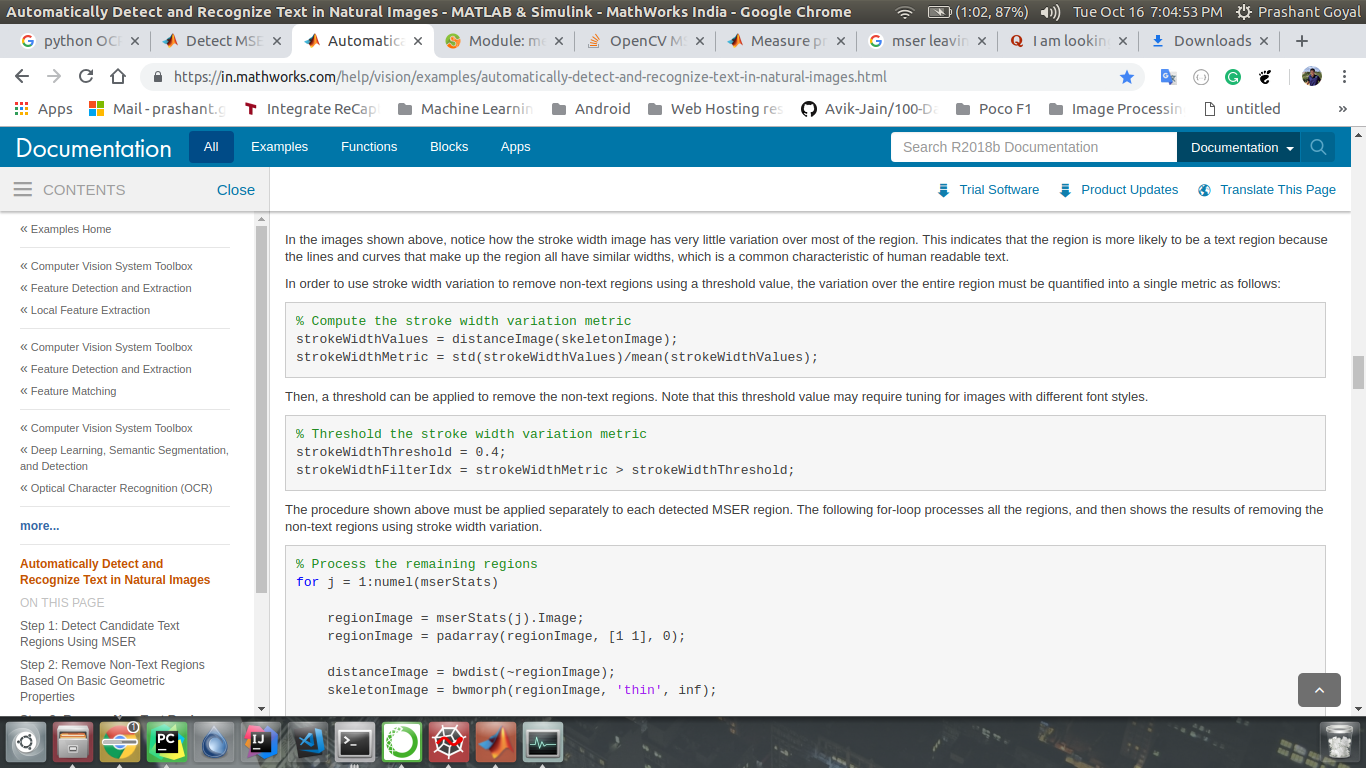 Automatically Detect and Recognize Text in Natural Images - MATLAB & Simulink - MathWorks India - Google Chrome
(1:02, 87%)
Tue Oct 16 7:04:53 PM
Prashant Goyal
python OC
Detect MSE
Automatica
Module: m
OpenCV M
Measure p
mser leavin
I am lookin
Downloads
https://in.mathworks.com/help/vision/examples/automatically-detect-and-recognize-text-in-natural-images.html
Apps
Mail - prashant.g
Integrate ReCap
Machine Learnin
Android
Web Hosting res
Avik-Jain/100-Da
Poco F1
Image Processin
untitled
»
Documentation
All
Examples
Functions
Blocks
Apps
Search R2018b Documentation
Documentation
CONTENTS
Close
Trial Software
Product Updates
Translate This Page
« Examples Home
« Computer Vision System Toolbox
« Feature Detection and Extraction
« Local Feature Extraction
« Computer Vision System Toolbox
« Feature Detection and Extraction
« Feature Matching
« Computer Vision System Toolbox
« Deep Learning, Semantic Segmentation,
and Detection
« Optical Character Recognition (OCR)
more...
Automatically Detect and
Recognize Text in Natural Images
ON THIS PAGE
Step 1: Detect Candidate Text
Regions Using MSER
Step 2: Remove Non-Text Regions
Based On Basic Geometric
Properties
In the images shown above, notice how the stroke width image has very little variation over most of the region. This indicates that the region is more likely to be a text region because
the lines and curves that make up the region all have similar widths, which is a common characteristic of human readable text.
In order to use stroke width variation to remove non-text regions using a threshold value, the variation over the entire region must be quantified into a single metric as follows:
% Compute the stroke width variation metric
strokeWidthValues = distanceImage(skeletonImage);
strokeWidthMetric = std(strokeWidthValues)/mean(strokeWidthValues);
Then, a threshold can be applied to remove the non-text regions. Note that this threshold value may require tuning for images with different font styles.
% Threshold the stroke width variation metric
strokeWidthThreshold = 0.4;
strokeWidthFilterIdx = strokeWidthMetric > strokeWidthThreshold;
The procedure shown above must be applied separately to each detected MSER region. The following for-loop processes all the regions, and then shows the results of removing the
non-text regions using stroke width variation.
% Process the remaining regions
for j = 1:numel(mserStats)
regionImage = mserStats(j).Image;
regionImage = padarray(regionImage, [1 1], 0);
distanceImage = bwdist(~regionImage);
skeletonImage = bwmorph(regionImage, 'thin', inf);
1
PC
IJ